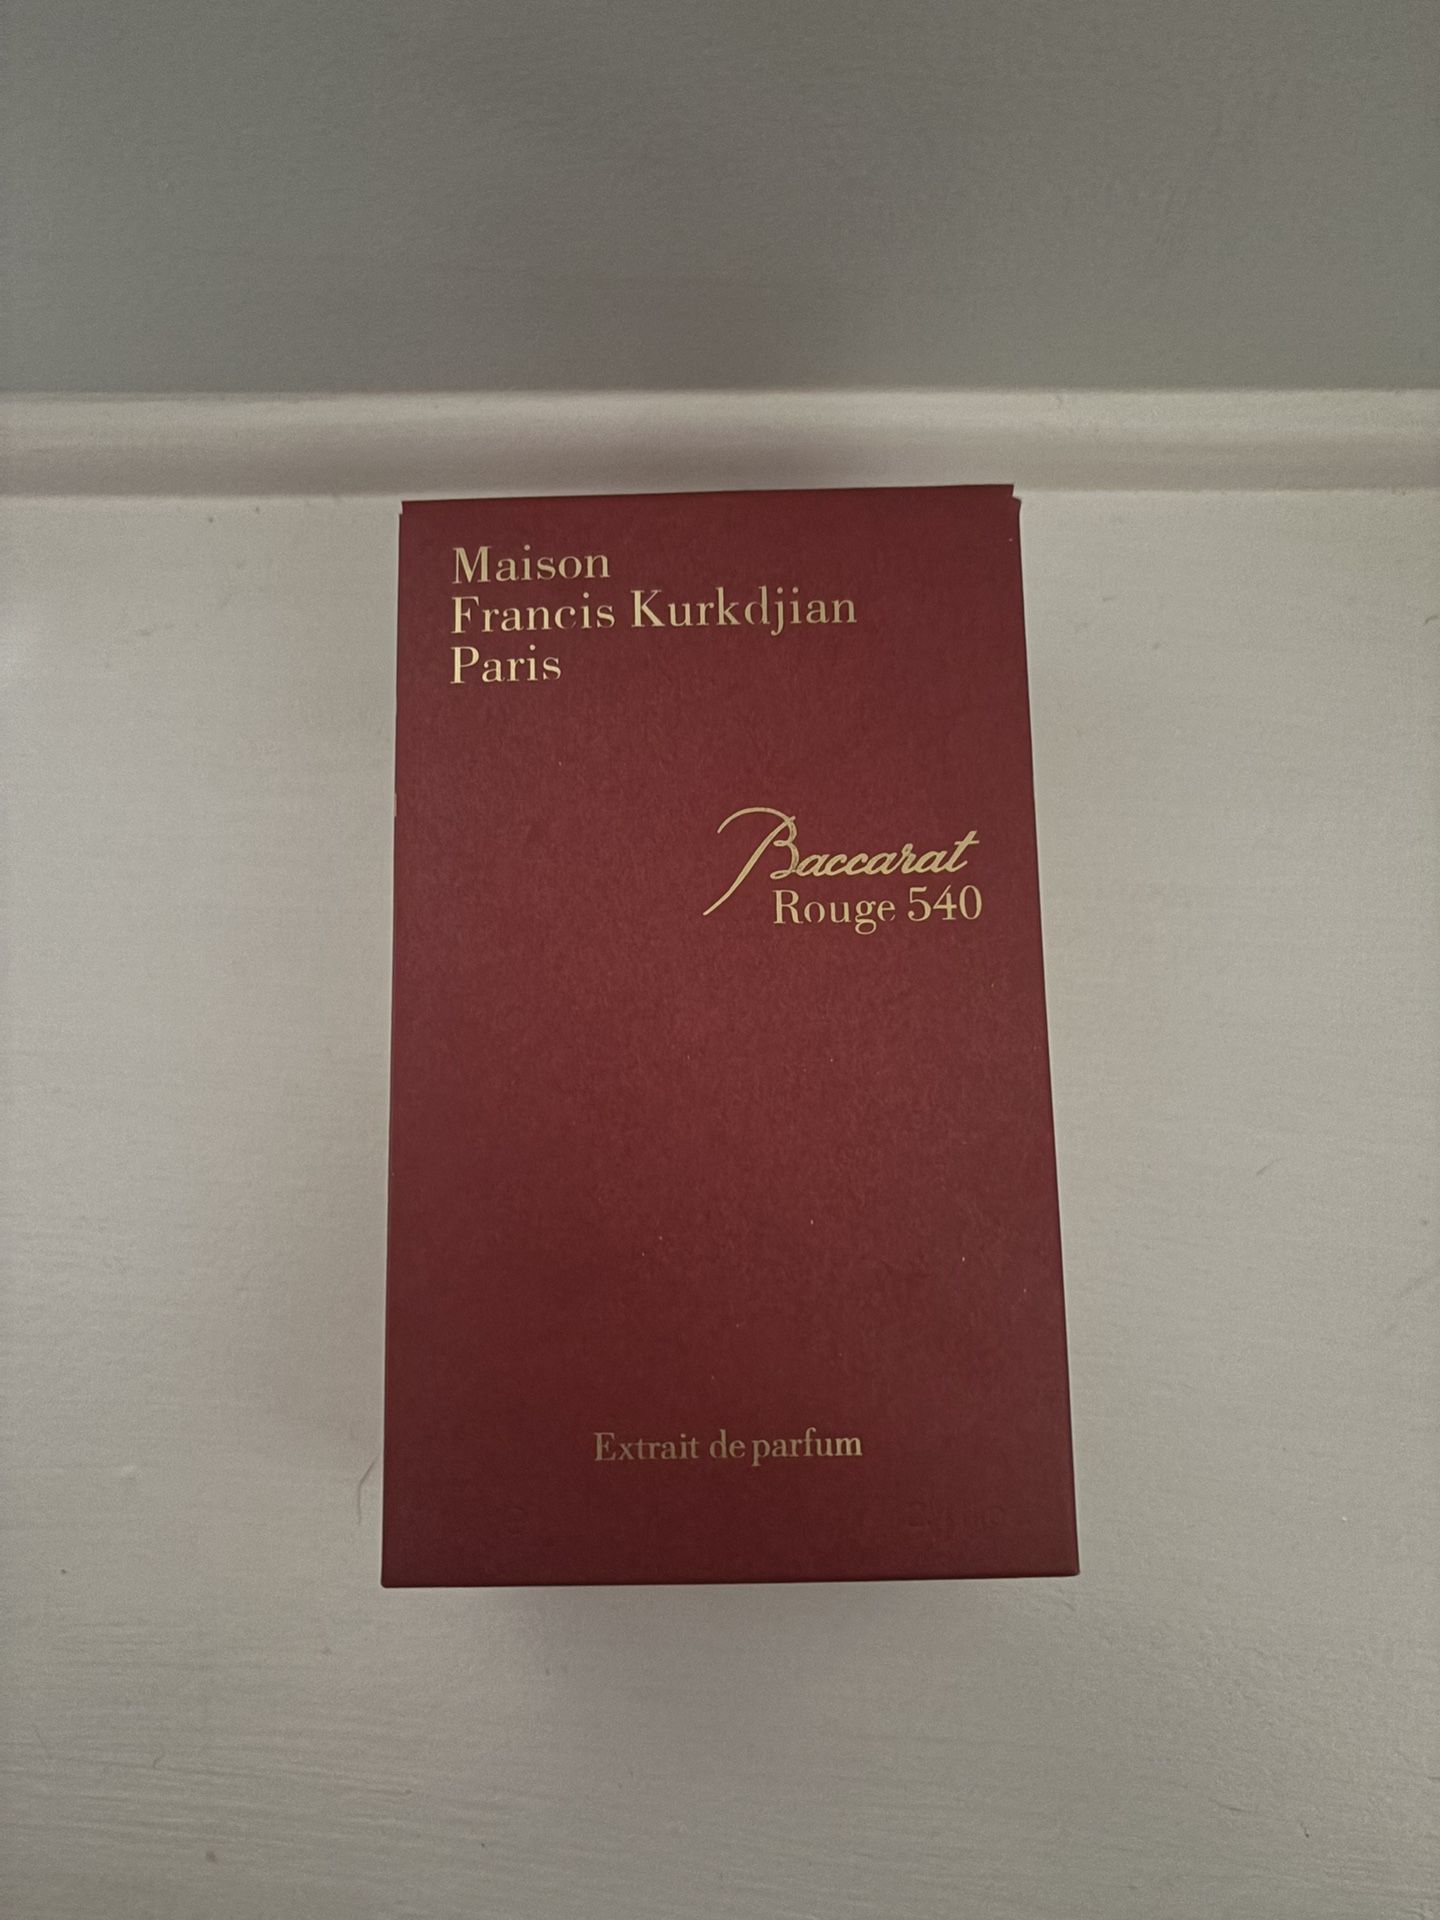 Maison
Francis Kurkdjian
Paris
Baccarat
Rouge 540
Extrait de parfum